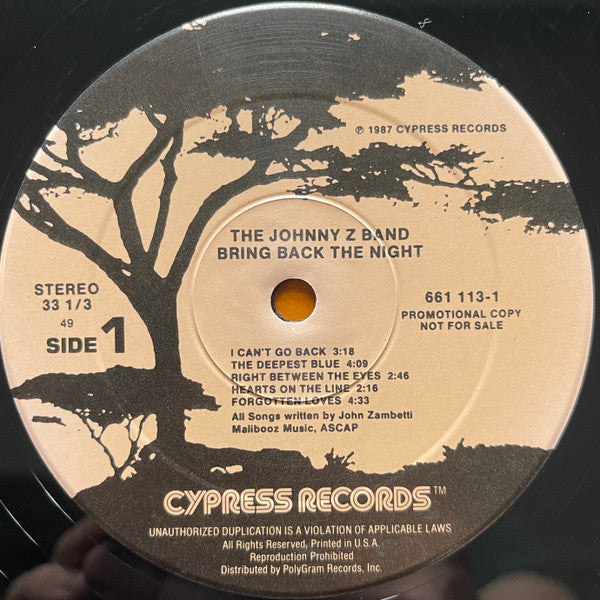 ℗ 1987 CYPRESS RECORDS
THE JOHNNY Z BAND
BRING BACK THE NIGHT
STEREO
33 1/3
49
SIDE 1
661 113-1
PROMOTIONAL COPY
NOT FOR SALE
I CAN'T GO BACK 3:18
THE DEEPEST BLUE 4:09
RIGHT BETWEEN THE EYES 2:46
HEARTS ON THE LINE 2:16
FORGOTTEN LOVES 4:33
All Songs written by John Zambetti
Malibooz Music, ASCAP
CYPRESS RECORDS™
UNAUTHORIZED DUPLICATION IS A VIOLATION OF APPLICABLE LAWS
All Rights Reserved, Printed in U.S.A.
Reproduction Prohibited
Distributed by PolyGram Records, Inc.